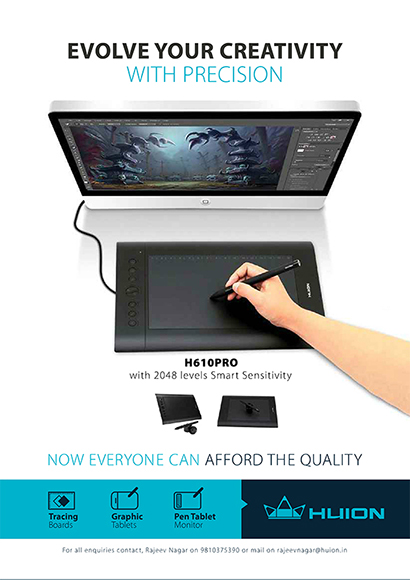 EVOLVE YOUR CREATIVITY
WITH PRECISION
HUION
H610PRO
with 2048 levels Smart Sensitivity
NOW EVERYONE CAN AFFORD THE QUALITY
Tracing
Boards
Graphic
Tablets
Pen Tablet
Monitor
HUION
For all enquiries contact, Rajeev Nagar on 9810375390 or mail on rajeevnagar@huion.in